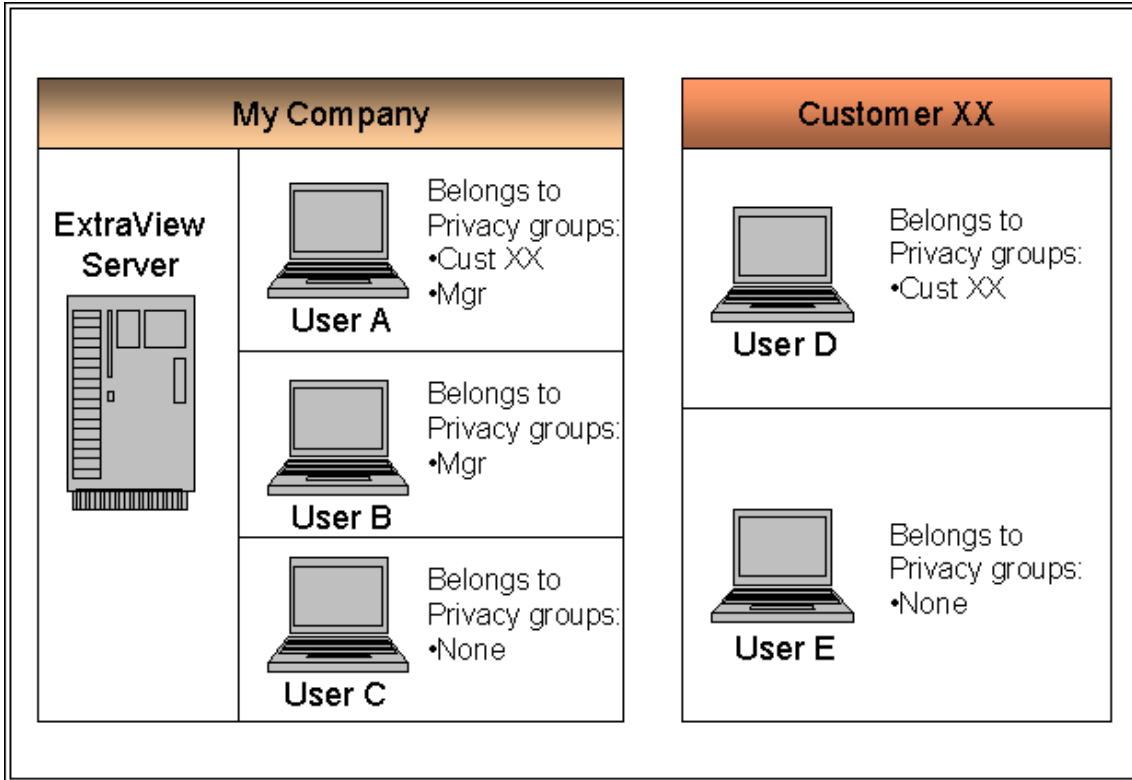 My Company
ExtraView
Server
Belongs to
Privacy groups:
•Cust XX
•Mgr
User A
Belongs to
Privacy groups:
•Mgr
User B
Belongs to
Privacy groups:
•None
User C
Customer XX
Belongs to
Privacy groups:
•Cust XX
User D
Belongs to
Privacy groups:
•None
User E